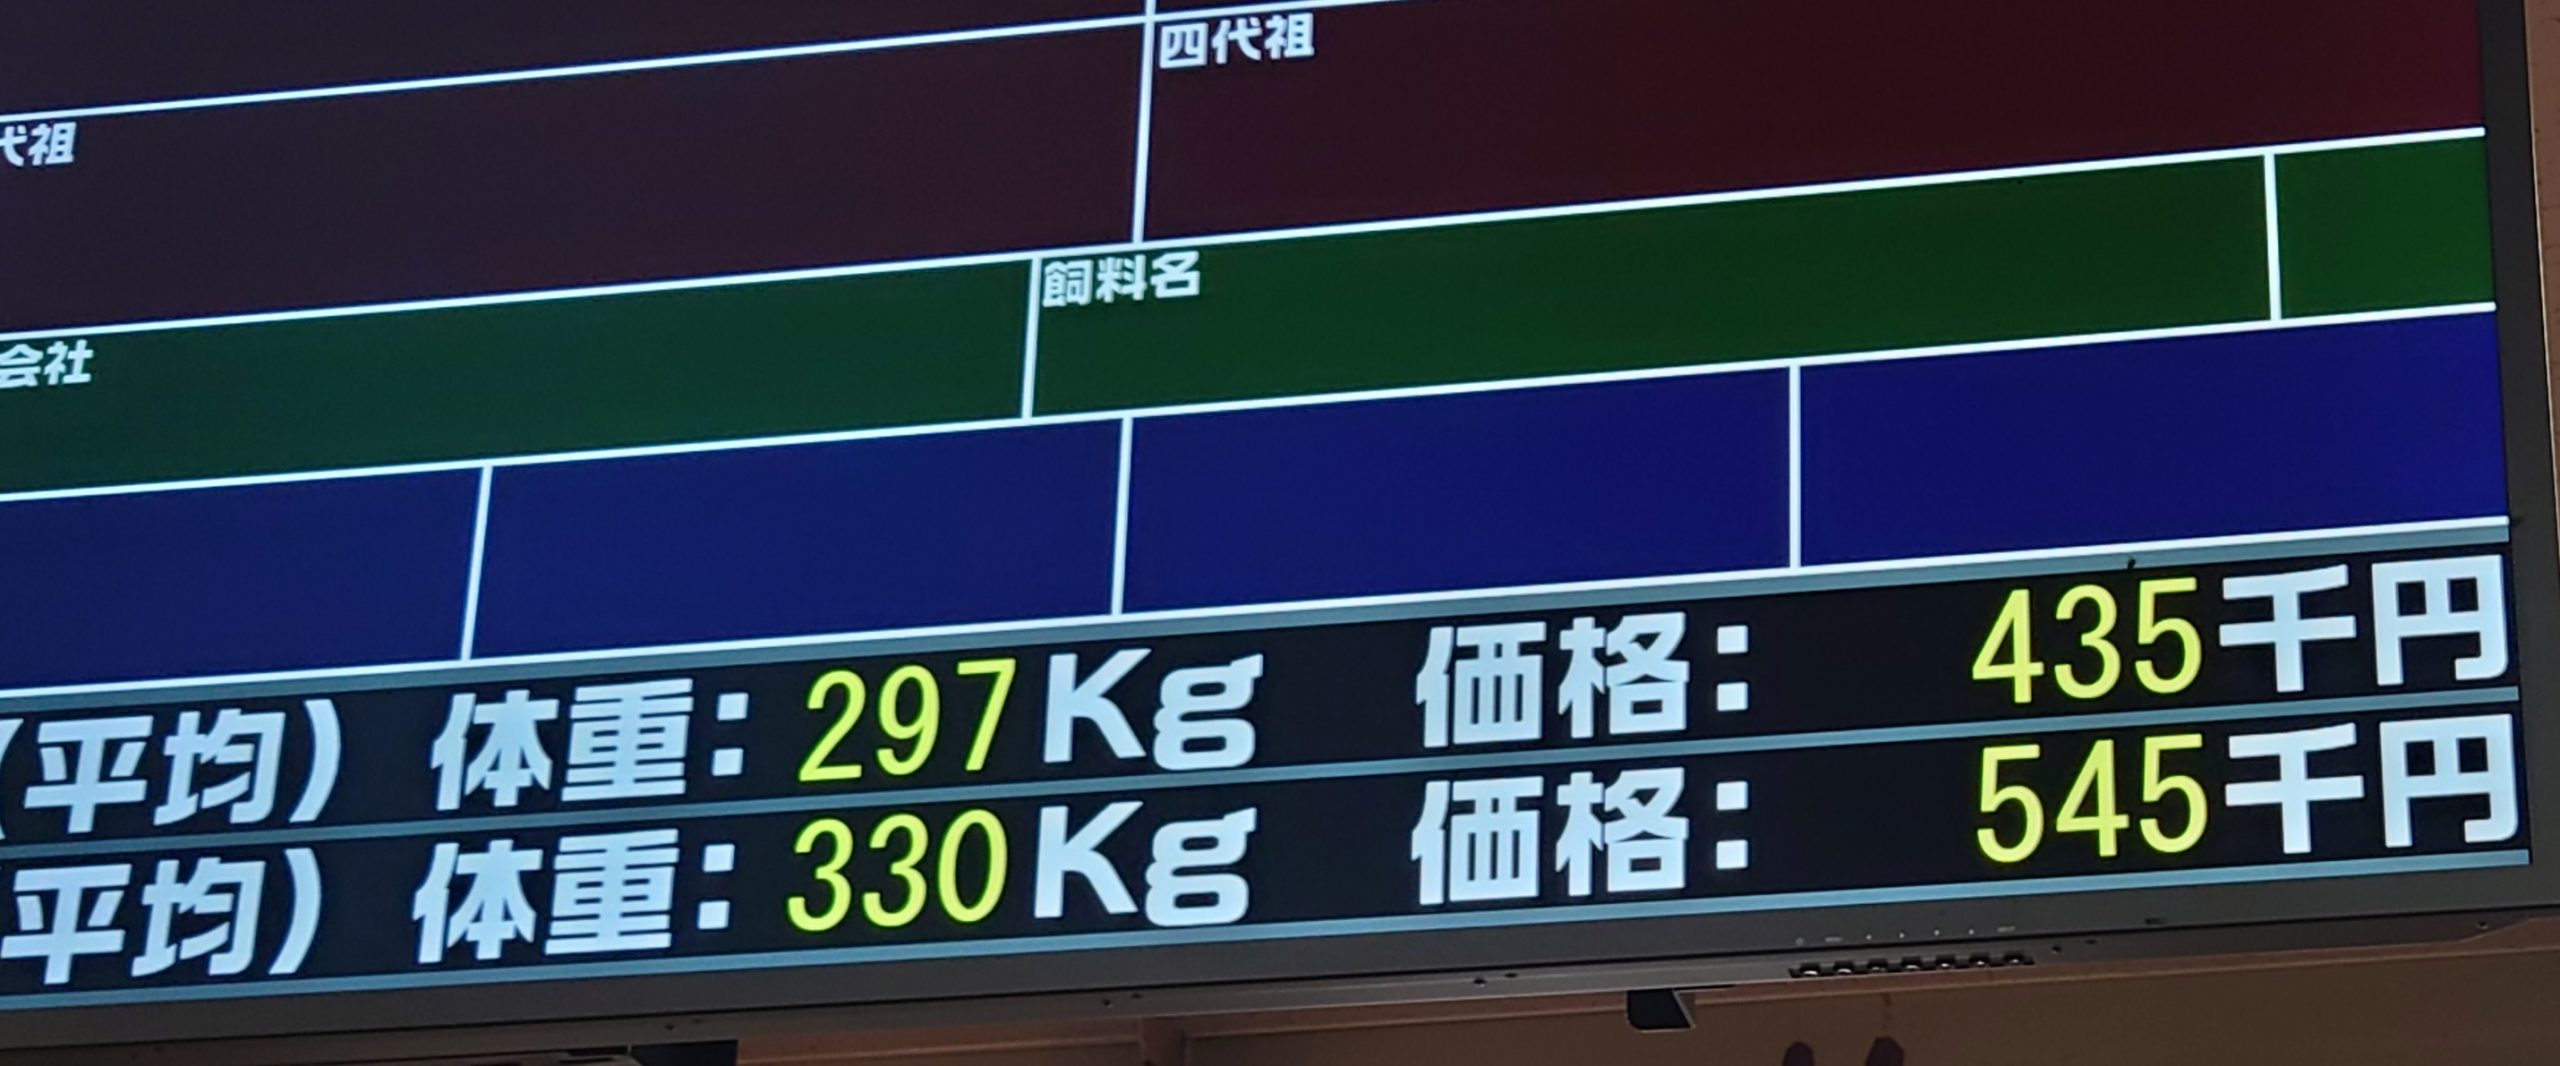 四代祖
代祖
飼料名
会社
(平均) 体重: 297Kg 価格: 435千円
(平均) 体重: 330Kg 価格: 545千円